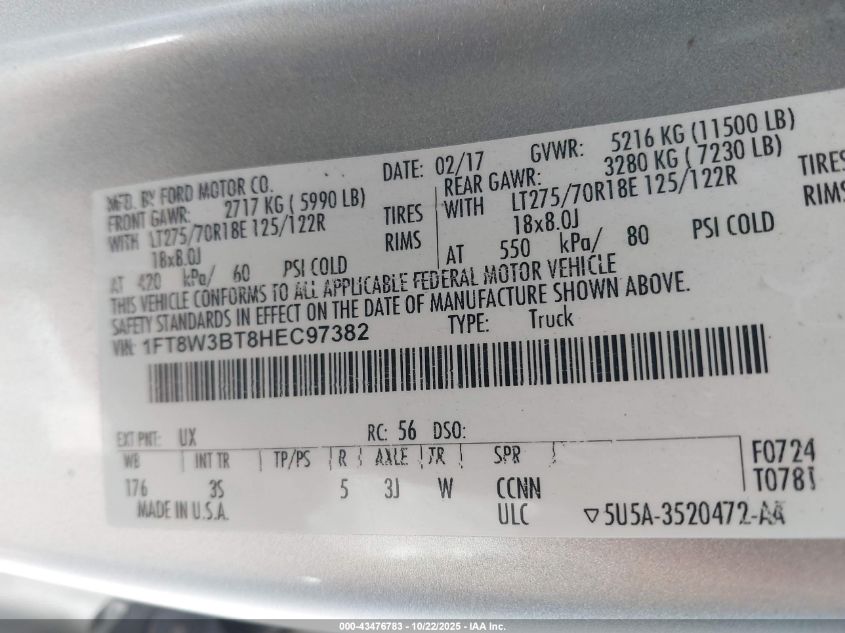 MFD. BY FORD MOTOR CO. DATE: 02/17 GVWR: 5216 KG (11500 LB)
FRONT GAWR: 2717 KG ( 5990 LB) REAR GAWR: 3280 KG ( 7230 LB)
WITH LT275/70R18E 125/122R TIRES WITH LT275/70R18E 125/122R TIRES
18x8.0J RIMS 18x8.0J RIMS
AT 420 kPa/ 60 PSI COLD AT 550 kPa/ 80 PSI COLD
THIS VEHICLE CONFORMS TO ALL APPLICABLE FEDERAL MOTOR VEHICLE
SAFETY STANDARDS IN EFFECT ON THE DATE OF MANUFACTURE SHOWN ABOVE.
VIN: 1FT8W3BT8HEC97382 TYPE: Truck
EXT PNT: UX RC: 56 DSO:
WB INT TR TP/PS R AXLE TR SPR F0724
176 3S 5 3J W CCNN T0781
MADE IN U.S.A. ULC ▽5U5A-3520472-AA
000-43476783 - 10/22/2025 - IAA Inc.